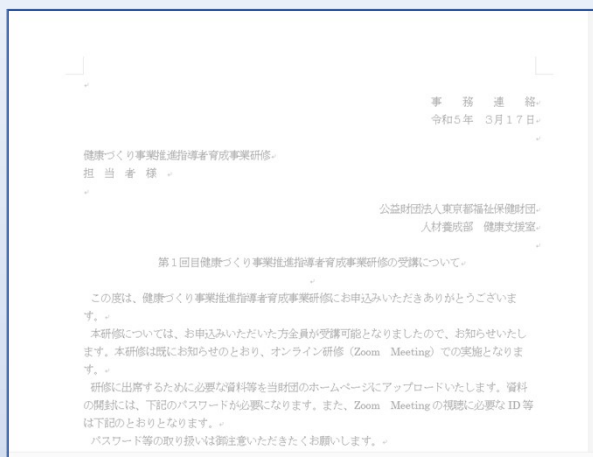 事　務　連　絡
令和５年　３月１７日
健康づくり事業推進指導者育成事業研修
担　当　者　様
公益財団法人東京都福祉保健財団
人材養成部　健康支援室
第１回目健康づくり事業推進指導者育成事業研修の受講について
この度は、健康づくり事業推進指導者育成事業研修にお申込みいただきありがとうございま
す。
本研修については、お申込みいただいた方全員が受講可能となりましたので、お知らせいたし
ます。本研修は既にお知らせのとおり、オンライン研修（Zoom　Meeting）での実施となりま
す。
研修に出席するために必要な資料等を当財団のホームページにアップロードいたします。資料
の開封には、下記のパスワードが必要になります。また、Zoom　Meeting の視聴に必要な ID 等
は下記のとおりとなります。
パスワード等の取り扱いは御注意いただきたくお願いします。